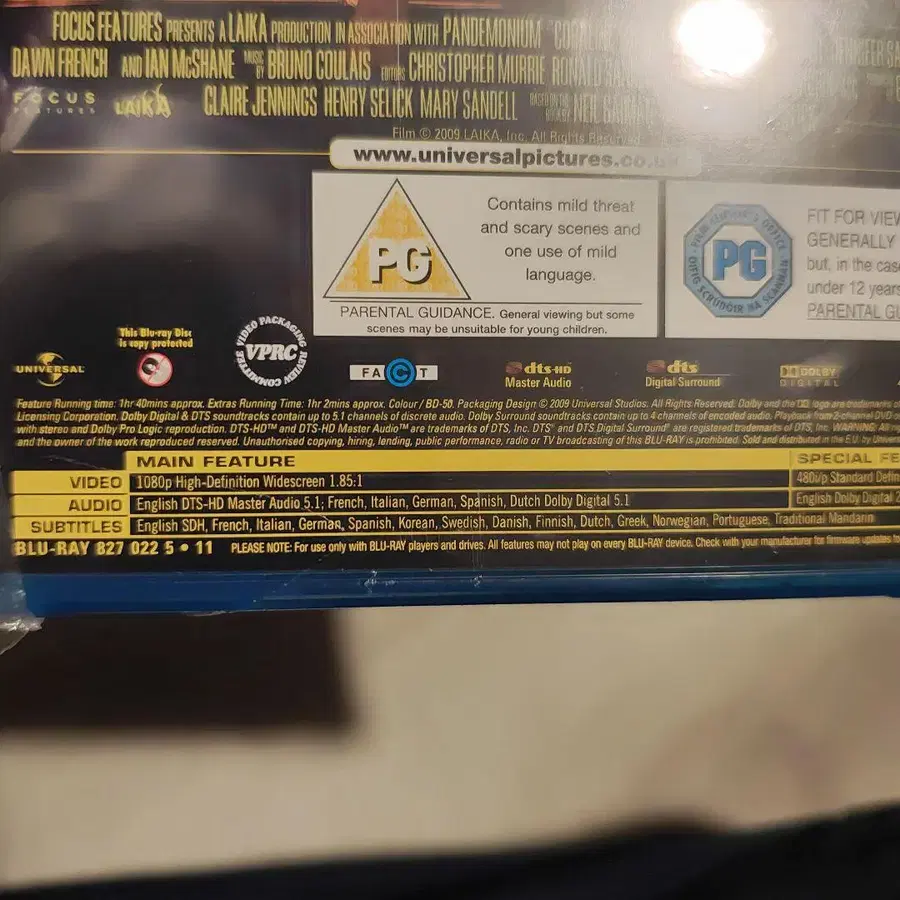 FOCUS FEATURES PRESENTS A LAIKA PRODUCTION IN ASSOCIATION WITH PANDEMONIUM
DAWN FRENCH AND IAN McSHANE MUSIC BY BRUNO COULAIS EDITORS CHRISTOPHER MURRIE RONALD
FOCUS FEATURES LAIKA CLAIRE JENNINGS HENRY SELICK MARY SANDELL BASED ON THE BOOK BY NEIL
Film © 2009 LAIKA, Inc. All Rights Reserved
www.universalpictures.co.uk
PG
Contains mild threat
and scary scenes and
one use of mild
language.
PARENTAL GUIDANCE. General viewing but some
scenes may be unsuitable for young children.
PG
FIT FOR VIEW
GENERALLY
but, in the case
under 12 years
PARENTAL GU
UNIVERSAL
This Blu-ray Disc
is copy protected
VIDEO PACKAGING REVIEW COMMITTEE
VPRC
FACT
dts-HD
Master Audio
dts
Digital Surround
DOLBY
DIGITAL
Feature Running time: 1hr 40mins approx. Extras Running Time: 1hr 2mins approx. Colour / BD-50. Packaging Design © 2009 Universal Studios. All Rights Reserved. Dolby and the DD logo are trademarks of
Licensing Corporation. Dolby Digital & DTS soundtracks contain up to 5.1 channels of discrete audio. Dolby Surround soundtracks contain up to 4 channels of encoded audio. Playback from 2-channel DVD
with stereo and Dolby Pro Logic reproduction. DTS-HD™ and DTS-HD Master Audio™ are trademarks of DTS, Inc. DTS® and DTS Digital Surround® are registered trademarks of DTS, Inc. WARNING: All
and the owner of the work reproduced reserved. Unauthorised copying, hiring, lending, public performance, radio or TV broadcasting of this BLU-RAY is prohibited. Sold and distributed in the E.U. by Univers
MAIN FEATURE SPECIAL FE
VIDEO 1080p High-Definition Widescreen 1.85:1 480i/p Standard Defin
AUDIO English DTS-HD Master Audio 5.1; French, Italian, German, Spanish, Dutch Dolby Digital 5.1 English Dolby Digital 2
SUBTITLES English SDH, French, Italian, German, Spanish, Korean, Swedish, Danish, Finnish, Dutch, Greek, Norwegian, Portuguese, Traditional Mandarin
BLU-RAY 827 022 5 • 11 PLEASE NOTE: For use only with BLU-RAY players and drives. All features may not play on every BLU-RAY device. Check with your manufacturer for firmware updates